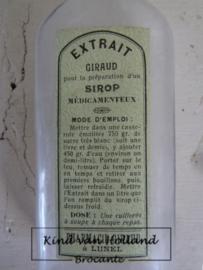 EXTRAIT
GIRAUD
pour la préparation d'un
SIROP
MÉDICAMENTEUX
MODE D'EMPLOI :
Mettre dans une casse-
role émaillée 750 gr. de
sucre très blanc (soit une
livre et demie), y ajouter
450 gr. d'eau (environ un
demi-litre). Porter sur le
feu, remuer de temps en
en temps et retirer aux
premiers bouillons, puis,
laisser refroidir. Mettre
l'Extrait dans un litre que
l'on remplit du sirop ci-
dessus froid.
DOSE : Une cuillerée
à soupe à chaque repas.
PHARMACIE
à LUNEL
Kind van Holland
Brocante